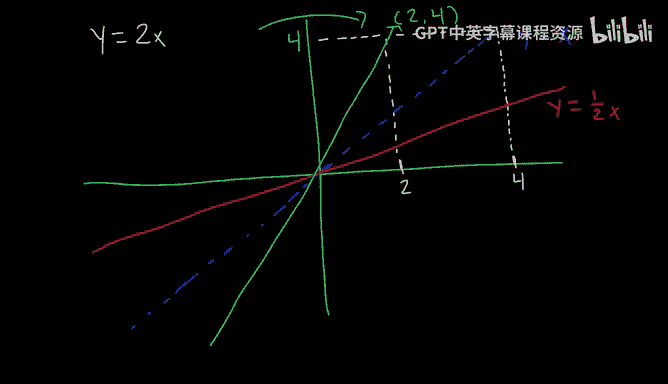 y = 2x
(2,4)
4
GPT中英字幕课程资源 bilibili
y = 1/2 x
2
4